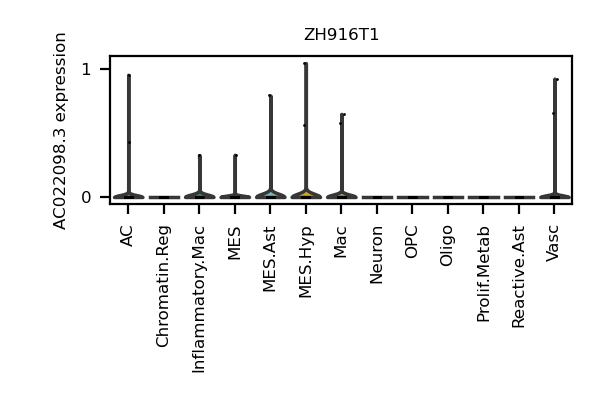 ZH916T1
AC022098.3 expression
1
0
AC
Chromatin.Reg
Inflammatory.Mac
MES
MES.Ast
MES.Hyp
Mac
Neuron
OPC
Oligo
Prolif.Metab
Reactive.Ast
Vasc